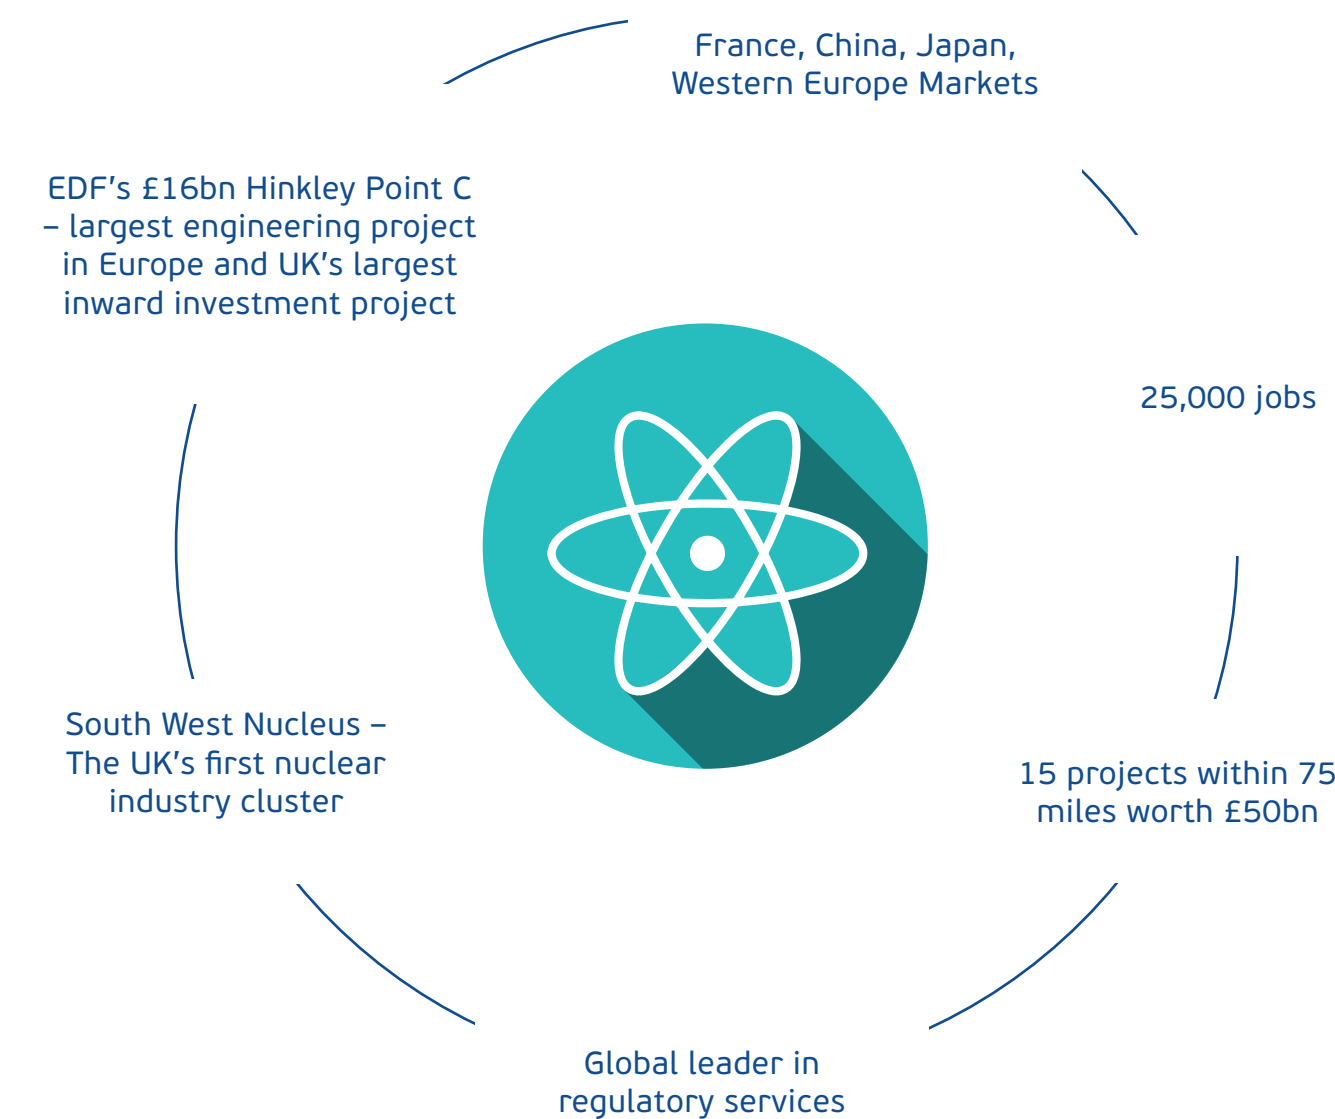 France, China, Japan,
Western Europe Markets
EDF's £16bn Hinkley Point C
– largest engineering project
in Europe and UK's largest
inward investment project
25,000 jobs
South West Nucleus –
The UK's first nuclear
industry cluster
15 projects within 75
miles worth £50bn
Global leader in
regulatory services